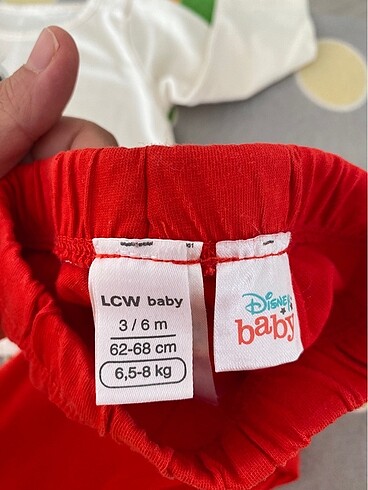 LCW baby
3 / 6 m
62-68 cm
6,5-8 kg
Disney
baby